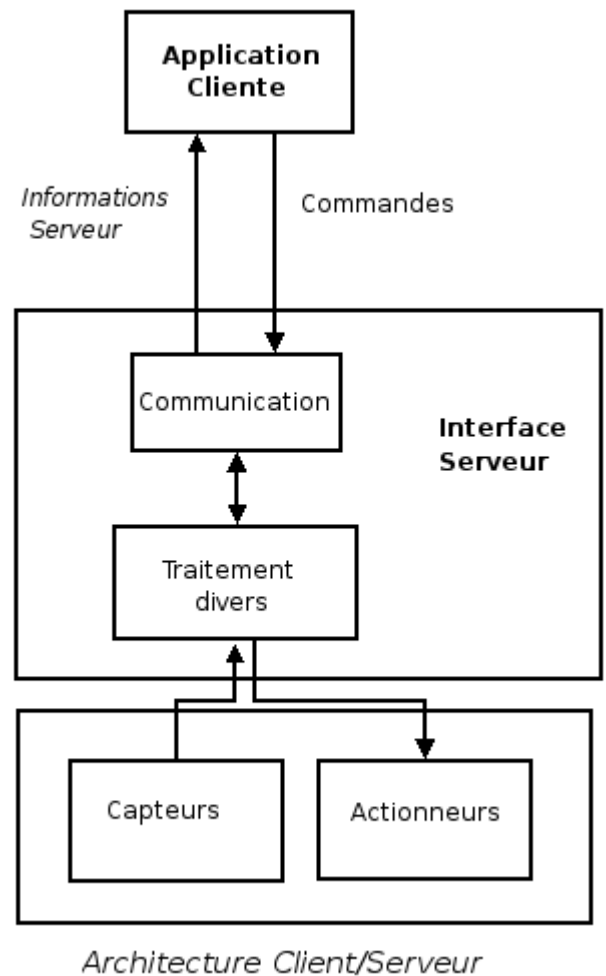 Application
Cliente
Informations
Serveur
Commandes
Communication
Interface
Serveur
Traitement
divers
Capteurs
Actionneurs
Architecture Client/Serveur